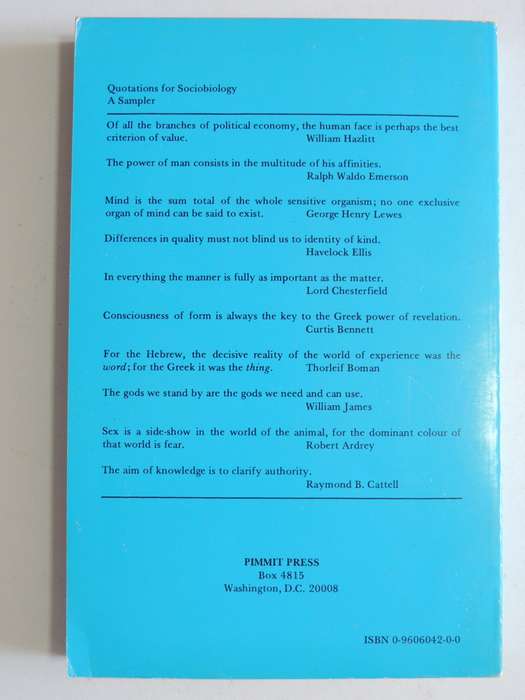 Quotations for Sociobiology
A Sampler
Of all the branches of political economy, the human face is perhaps the best
criterion of value. William Hazlitt
The power of man consists in the multitude of his affinities.
Ralph Waldo Emerson
Mind is the sum total of the whole sensitive organism; no one exclusive
organ of mind can be said to exist. George Henry Lewes
Differences in quality must not blind us to identity of kind.
Havelock Ellis
In everything the manner is fully as important as the matter.
Lord Chesterfield
Consciousness of form is always the key to the Greek power of revelation.
Curtis Bennett
For the Hebrew, the decisive reality of the world of experience was the
word; for the Greek it was the thing. Thorleif Boman
The gods we stand by are the gods we need and can use.
William James
Sex is a side-show in the world of the animal, for the dominant colour of
that world is fear. Robert Ardrey
The aim of knowledge is to clarify authority.
Raymond B. Cattell
PIMMIT PRESS
Box 4815
Washington, D.C. 20008
ISBN 0-9606042-0-0